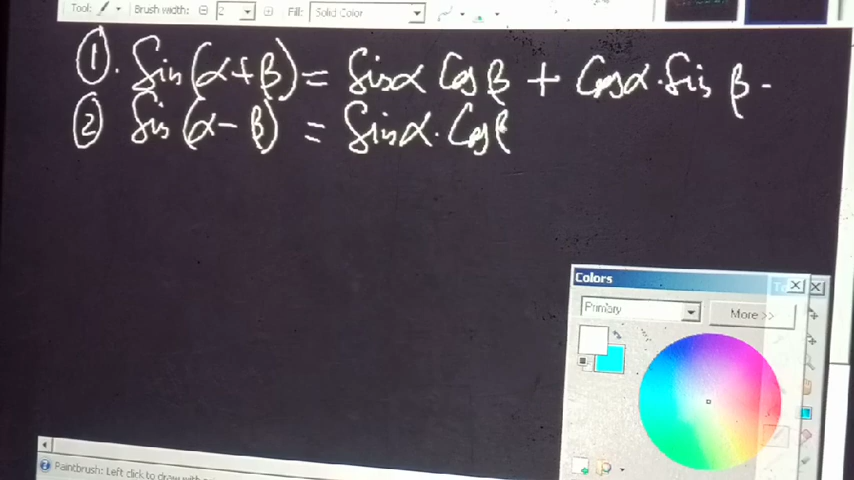 Tool: Brush width: 2 Fill: Solid Color
①. Sin(α+β) = Sinα Cosβ + Cosα·Sin β -
② Sin(α-β) = Sinα·Cosβ
Colors
Primary
More >>
Paintbrush: Left click to draw with